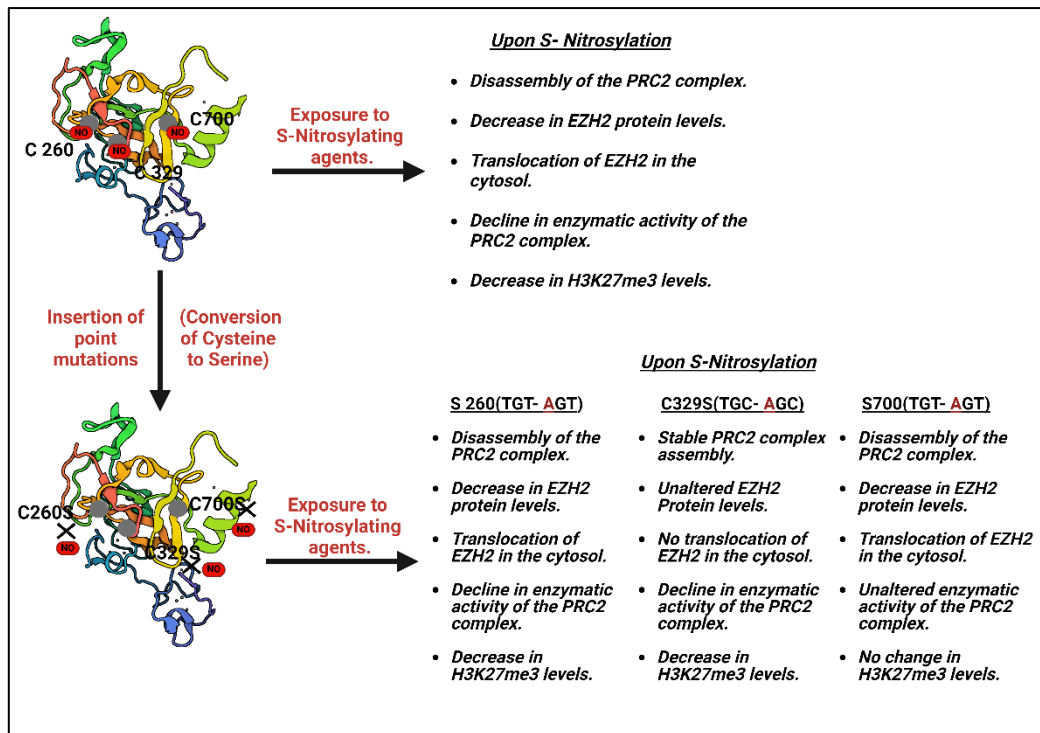 Upon S- Nitrosylation
NO
NO
NO
C 260
C 329
C700
Exposure to
S-Nitrosylating
agents.
• Disassembly of the PRC2 complex.
• Decrease in EZH2 protein levels.
• Translocation of EZH2 in the
cytosol.
• Decline in enzymatic activity of the
PRC2 complex.
• Decrease in H3K27me3 levels.
Insertion of
point
mutations
(Conversion
of Cysteine
to Serine)
C260S
NO
C329S
NO
C700S
NO
Exposure to
S-Nitrosylating
agents.
Upon S-Nitrosylation
S 260(TGT- AGT)
• Disassembly of the
PRC2 complex.
• Decrease in EZH2
protein levels.
• Translocation of
EZH2 in the cytosol.
• Decline in enzymatic
activity of the PRC2
complex.
• Decrease in
H3K27me3 levels.
C329S(TGC- AGC)
• Stable PRC2 complex
assembly.
• Unaltered EZH2
Protein levels.
• No translocation of
EZH2 in the cytosol.
• Decline in enzymatic
activity of the PRC2
complex.
• Decrease in
H3K27me3 levels.
S700(TGT- AGT)
• Disassembly of the
PRC2 complex.
• Decrease in EZH2
protein levels.
• Translocation of EZH2
in the cytosol.
• Unaltered enzymatic
activity of the PRC2
complex.
• No change in
H3K27me3 levels.